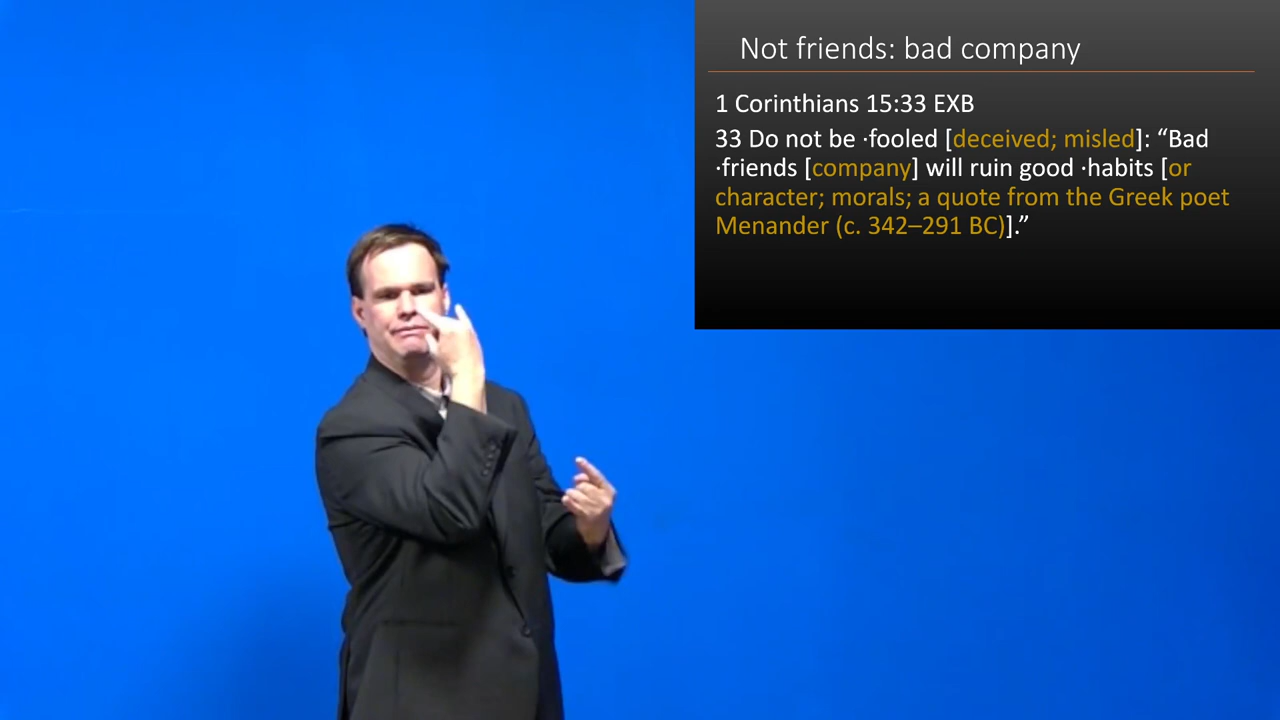 Not friends: bad company
1 Corinthians 15:33 EXB
33 Do not be ·fooled [deceived; misled]: “Bad
·friends [company] will ruin good ·habits [or
character; morals; a quote from the Greek poet
Menander (c. 342–291 BC)].”